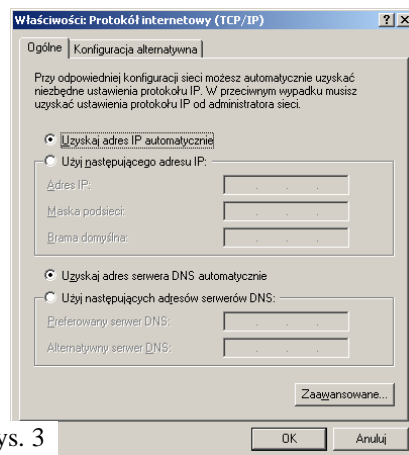 Właściwości: Protokół internetowy (TCP/IP)
Ogólne
Konfiguracja alternatywna
Przy odpowiedniej konfiguracji sieci możesz automatycznie uzyskać
niezbędne ustawienia protokołu IP. W przeciwnym wypadku musisz
uzyskać ustawienia protokołu IP od administratora sieci.
Uzyskaj adres IP automatycznie
Użyj następującego adresu IP:
Adres IP:
Maska podsieci:
Brama domyślna:
Uzyskaj adres serwera DNS automatycznie
Użyj następujących adresów serwerów DNS:
Preferowany serwer DNS:
Alternatywny serwer DNS:
Zaawansowane...
OK Anuluj
ys. 3